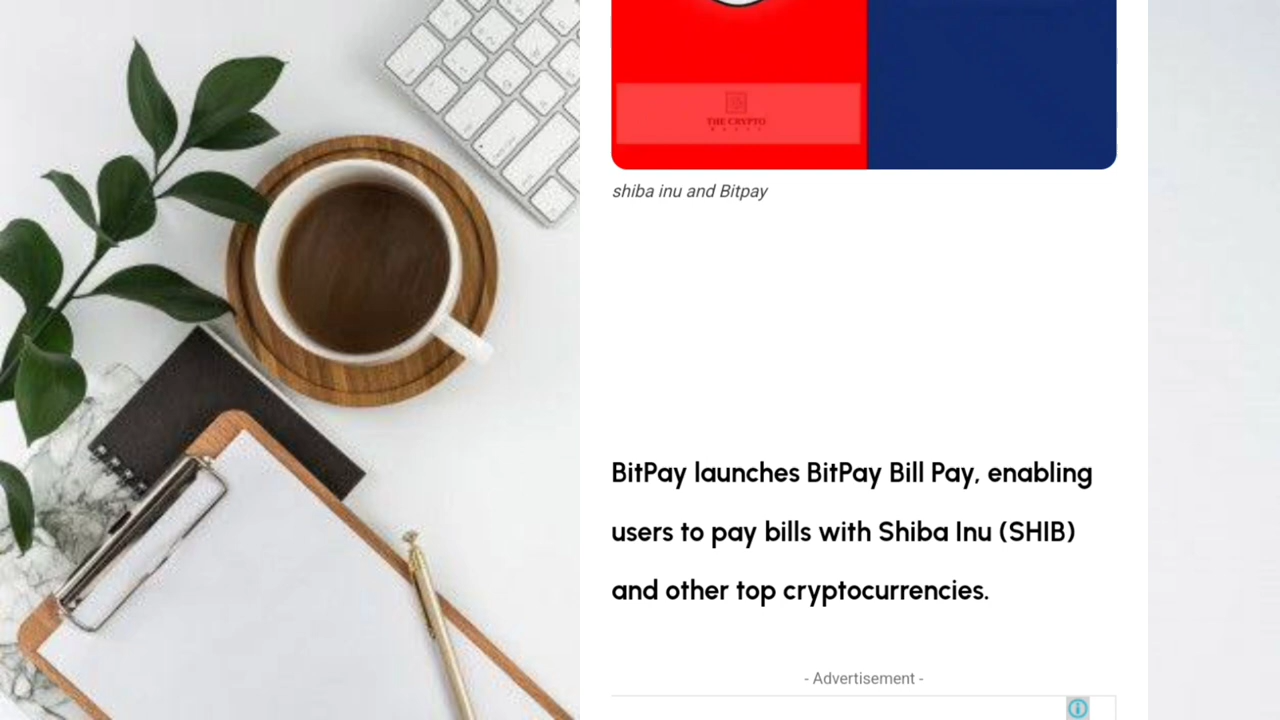 THE CRYPTO
BASIC
shiba inu and Bitpay
BitPay launches BitPay Bill Pay, enabling
users to pay bills with Shiba Inu (SHIB)
and other top cryptocurrencies.
- Advertisement -